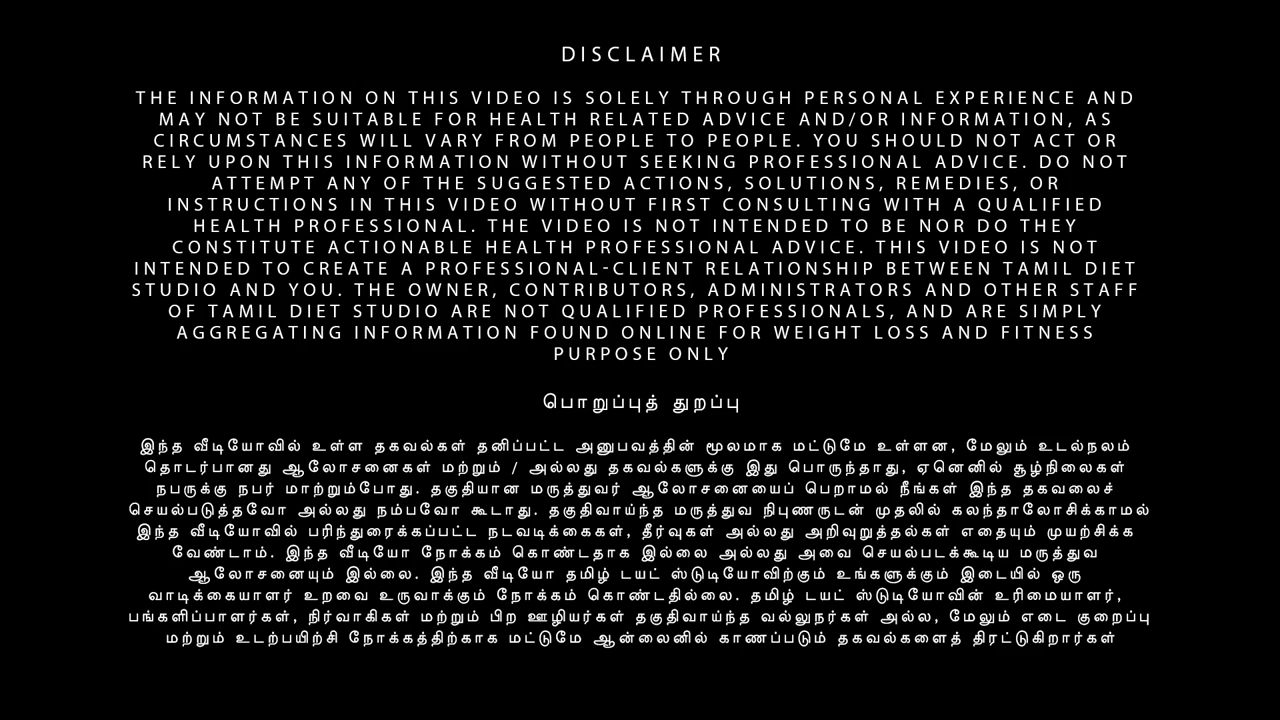 DISCLAIMER
THE INFORMATION ON THIS VIDEO IS SOLELY THROUGH PERSONAL EXPERIENCE AND
MAY NOT BE SUITABLE FOR HEALTH RELATED ADVICE AND/OR INFORMATION, AS
CIRCUMSTANCES WILL VARY FROM PEOPLE TO PEOPLE. YOU SHOULD NOT ACT OR
RELY UPON THIS INFORMATION WITHOUT SEEKING PROFESSIONAL ADVICE. DO NOT
ATTEMPT ANY OF THE SUGGESTED ACTIONS, SOLUTIONS, REMEDIES, OR
INSTRUCTIONS IN THIS VIDEO WITHOUT FIRST CONSULTING WITH A QUALIFIED
HEALTH PROFESSIONAL. THE VIDEO IS NOT INTENDED TO BE NOR DO THEY
CONSTITUTE ACTIONABLE HEALTH PROFESSIONAL ADVICE. THIS VIDEO IS NOT
INTENDED TO CREATE A PROFESSIONAL-CLIENT RELATIONSHIP BETWEEN TAMIL DIET
STUDIO AND YOU. THE OWNER, CONTRIBUTORS, ADMINISTRATORS AND OTHER STAFF
OF TAMIL DIET STUDIO ARE NOT QUALIFIED PROFESSIONALS, AND ARE SIMPLY
AGGREGATING INFORMATION FOUND ONLINE FOR WEIGHT LOSS AND FITNESS
PURPOSE ONLY
பொறுப்புத் துறப்பு
இந்த வீடியோவில் உள்ள தகவல்கள் தனிப்பட்ட அனுபவத்தின் மூலமாக மட்டுமே உள்ளன, மேலும் உடல்நலம்
தொடர்பானது ஆலோசனைகள் மற்றும் / அல்லது தகவல்களுக்கு இது பொருந்தாது, ஏனெனில் சூழ்நிலைகள்
நபருக்கு நபர் மாற்றும்போது. தகுதியான மருத்துவர் ஆலோசனையைப் பெறாமல் நீங்கள் இந்த தகவலைச்
செயல்படுத்தவோ அல்லது நம்பவோ கூடாது. தகுதிவாய்ந்த மருத்துவ நிபுணருடன் முதலில் கலந்தாலோசிக்காமல்
இந்த வீடியோவில் பரிந்துரைக்கப்பட்ட நடவடிக்கைகள், தீர்வுகள் அல்லது அறிவுறுத்தல்கள் எதையும் முயற்சிக்க
வேண்டாம். இந்த வீடியோ நோக்கம் கொண்டதாக இல்லை அல்லது அவை செயல்படக்கூடிய மருத்துவ
ஆலோசனையும் இல்லை. இந்த வீடியோ தமிழ் டயட் ஸ்டுடியோவிற்கும் உங்களுக்கும் இடையில் ஒரு
வாடிக்கையாளர் உறவை உருவாக்கும் நோக்கம் கொண்டதில்லை. தமிழ் டயட் ஸ்டுடியோவின் உரிமையாளர்,
பங்களிப்பாளர்கள், நிர்வாகிகள் மற்றும் பிற ஊழியர்கள் தகுதிவாய்ந்த வல்லுநர்கள் அல்ல, மேலும் எடை குறைப்பு
மற்றும் உடற்பயிற்சி நோக்கத்திற்காக மட்டுமே ஆன்லைனில் காணப்படும் தகவல்களைத் திரட்டுகிறார்கள்